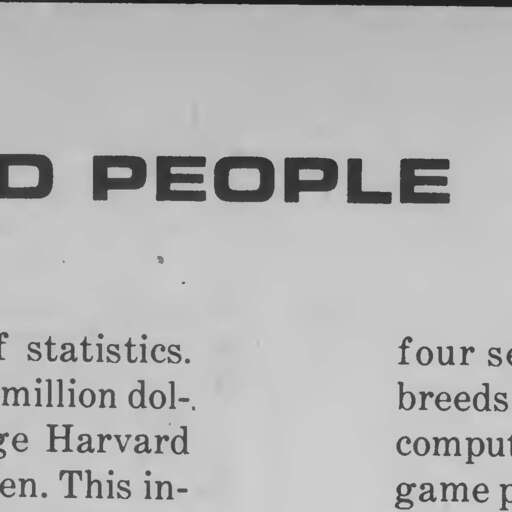 D PEOPLE
f statistics.
million dol-
ge Harvard
en. This in-
four se
breeds
comput
game p